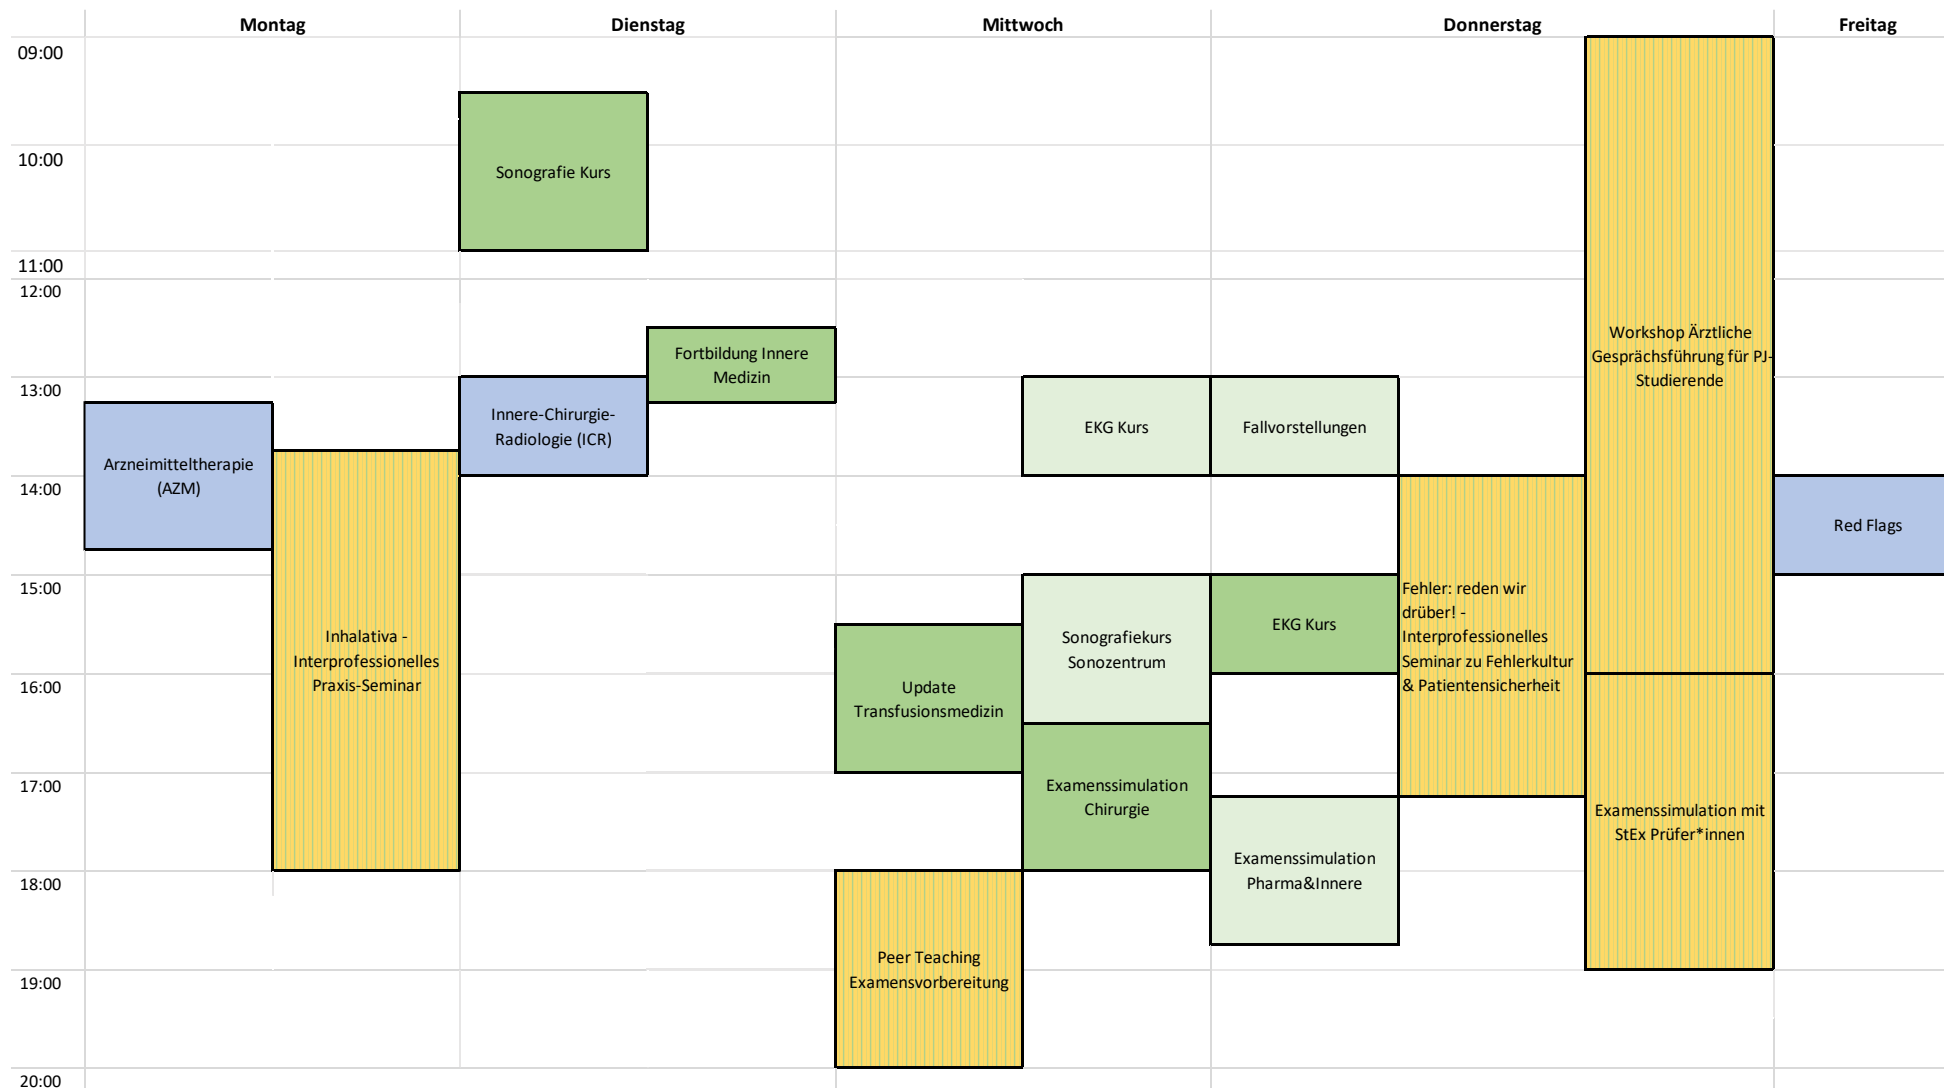 Montag
Dienstag
Mittwoch
Donnerstag
Freitag
09:00
10:00
Sonografie Kurs
11:00
12:00
Workshop Ärztliche
Gesprächsführung für PJ-
Studierende
Fortbildung Innere
Medizin
13:00
Innere-Chirurgie-
Radiologie (ICR)
EKG Kurs
Fallvorstellungen
Arzneimitteltherapie
(AZM)
14:00
Red Flags
15:00
Fehler: reden wir
drüber! -
Interprofessionelles
Seminar zu Fehlerkultur
& Patientensicherheit
EKG Kurs
Inhalativa -
Interprofessionelles
Praxis-Seminar
Sonografiekurs
Sonozentrum
16:00
Update
Transfusionsmedizin
17:00
Examenssimulation
Chirurgie
Examenssimulation mit
StEx Prüfer*innen
Examenssimulation
Pharma&Innere
18:00
Peer Teaching
Examensvorbereitung
19:00
20:00